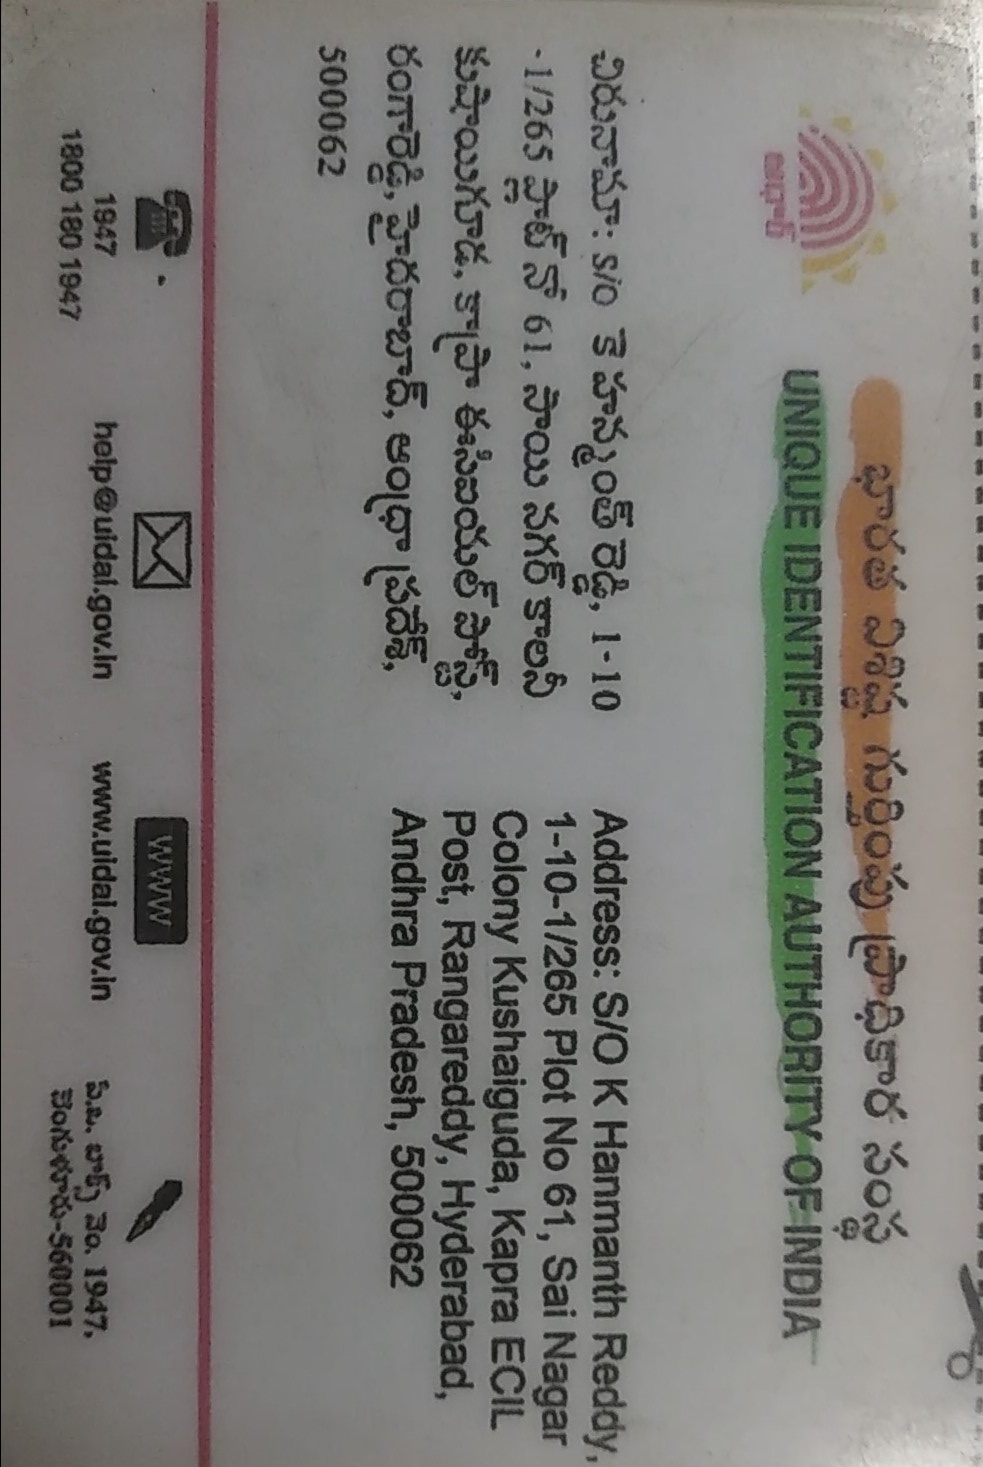 భారత విశిష్ట గుర్తింపు ప్రాధికార సంస్థ
UNIQUE IDENTIFICATION AUTHORITY OF INDIA
ఆధార్
చిరునామా: S/O కె హన్మంత్ రెడ్డి, 1-10
-1/265 ప్లాట్ నో 61, సాయి నగర్ కాలనీ
కుషాయిగూడ, కాప్రా ఈసిఐయల్ పోస్ట్,
రంగారెడ్డి, హైదరాబాద్, ఆంధ్రా ప్రదేశ్,
500062
Address: S/O K Hanmanth Reddy,
1-10-1/265 Plot No 61, Sai Nagar
Colony Kushaiguda, Kapra ECIL
Post, Rangareddy, Hyderabad,
Andhra Pradesh, 500062
1947
1800 180 1947
help@uidai.gov.in
WWW
www.uidai.gov.in
పి.బి. బాక్స్ నెం. 1947,
బెంగుళూరు-560001